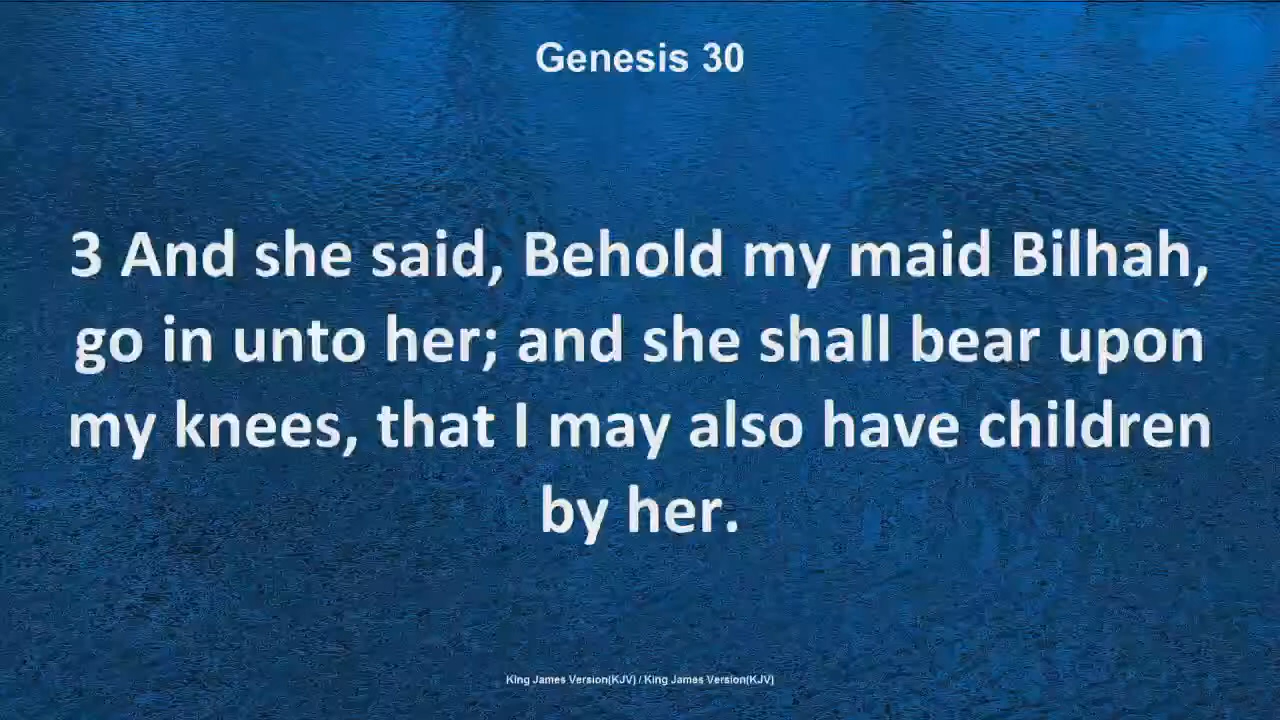 Genesis 30
3 And she said, Behold my maid Bilhah,
go in unto her; and she shall bear upon
my knees, that I may also have children
by her.
King James Version(KJV) / King James Version(KJV)